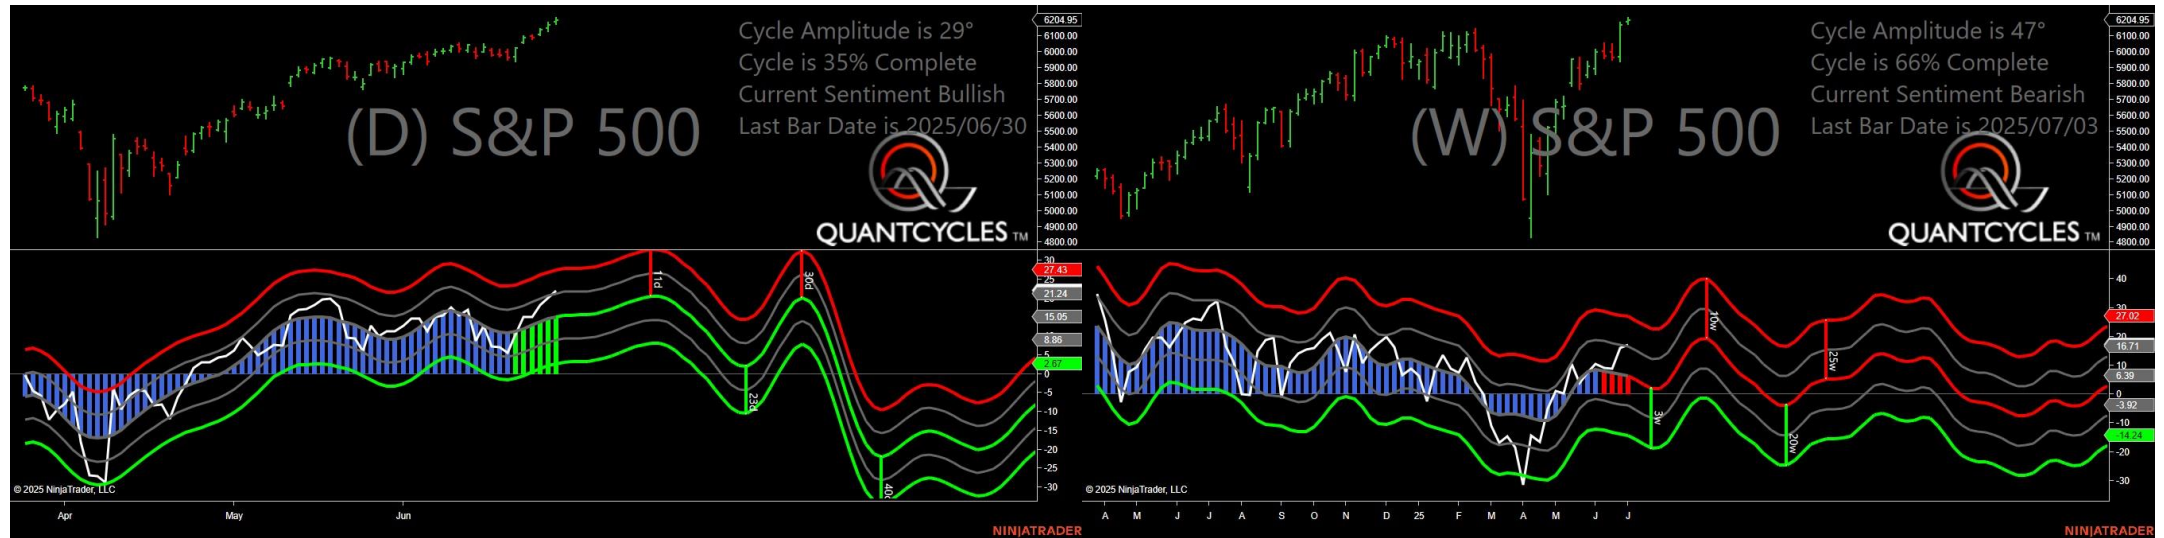 Cycle Amplitude is 29°
Cycle is 35% Complete
Current Sentiment Bullish
Last Bar Date is 2025/06/30
(D) S&P 500
QUANTCYCLES TM
6204.95
6100.00
6000.00
5900.00
5800.00
5700.00
5600.00
5500.00
5400.00
5300.00
5200.00
5100.00
5000.00
4900.00
4800.00
30
27.43
25
21.24
15.05
8.86
5
2.67
0
-5
-10
-15
-20
-25
-30
11d
23d
30d
© 2025 NinjaTrader, LLC
Apr
May
Jun
NINJATRADER
Cycle Amplitude is 47°
Cycle is 66% Complete
Current Sentiment Bearish
Last Bar Date is 2025/07/03
(W) S&P 500
QUANTCYCLES TM
6204.95
6100.00
6000.00
5900.00
5800.00
5700.00
5600.00
5500.00
5400.00
5300.00
5200.00
5100.00
5000.00
4900.00
4800.00
40
30
27.02
20
16.71
10
6.39
0
-3.92
-10
-14.24
-20
-30
3w
10w
20w
25w
© 2025 NinjaTrader, LLC
A M J J A S O N D 25 F M A M J J
NINJATRADER